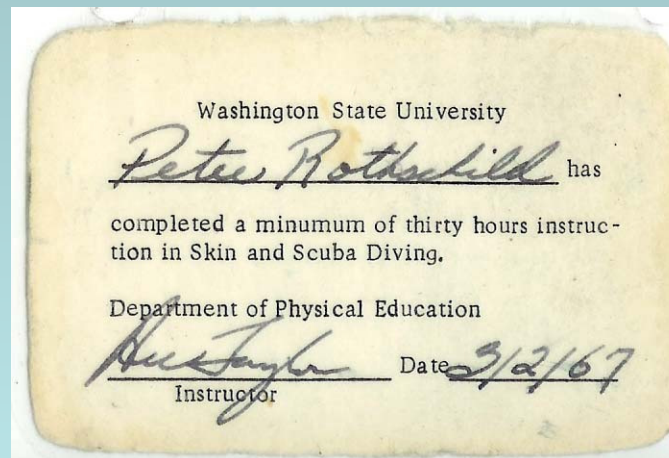 Washington State University
Peter Rothschild has
completed a minumum of thirty hours instruc-
tion in Skin and Scuba Diving.
Department of Physical Education
Taylor Date 3/2/67
Instructor